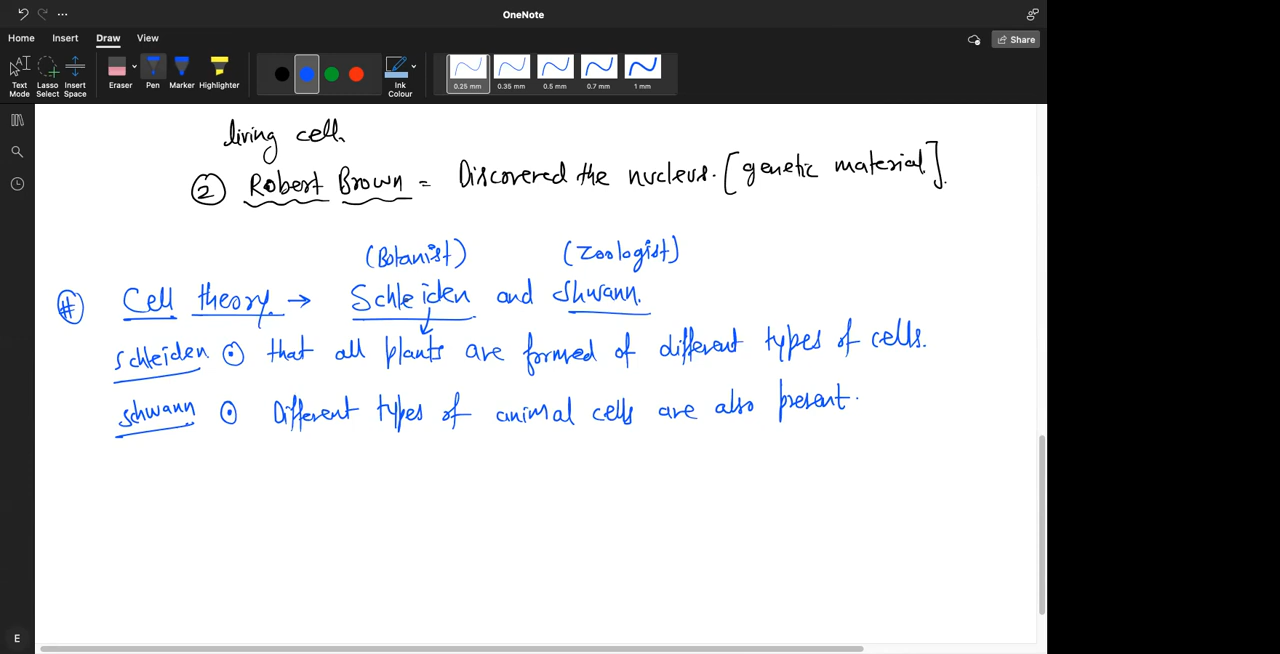 OneNote
Home Insert Draw View
Share
Text Mode
Lasso Select
Insert Space
Eraser
Pen
Marker
Highlighter
Ink Colour
0.25 mm
0.35 mm
0.5 mm
0.7 mm
1 mm
living cell.
② Robert Brown = Discovered the nucleus. [genetic material].
(Botanist) (Zoologist)
# Cell theory → Schleiden and Shwann.
schleiden ⊙ that all plants are formed of different types of cells.
schwann ⊙ Different types of animal cells are also present.
E